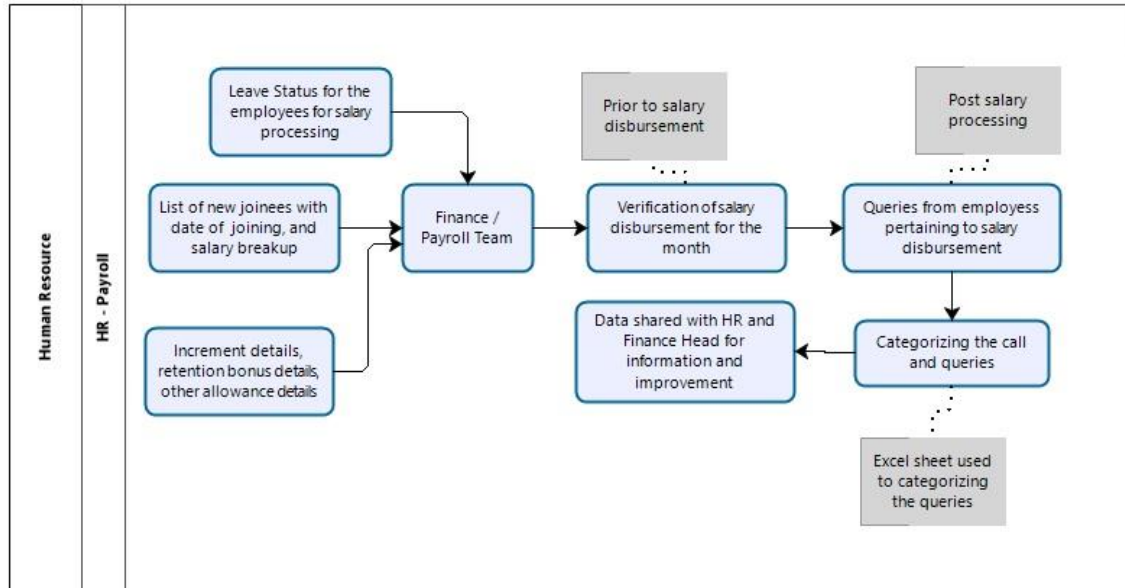 Human Resource
HR - Payroll
Leave Status for the
employees for salary
processing
Prior to salary
disbursement
Post salary
processing
List of new joinees with
date of joining, and
salary breakup
Finance /
Payroll Team
Verification of salary
disbursement for the
month
Queries from employess
pertaining to salary
disbursement
Increment details,
retention bonus details,
other allowance details
Data shared with HR and
Finance Head for
information and
improvement
Categorizing the call
and queries
Excel sheet used
to categorizing
the queries